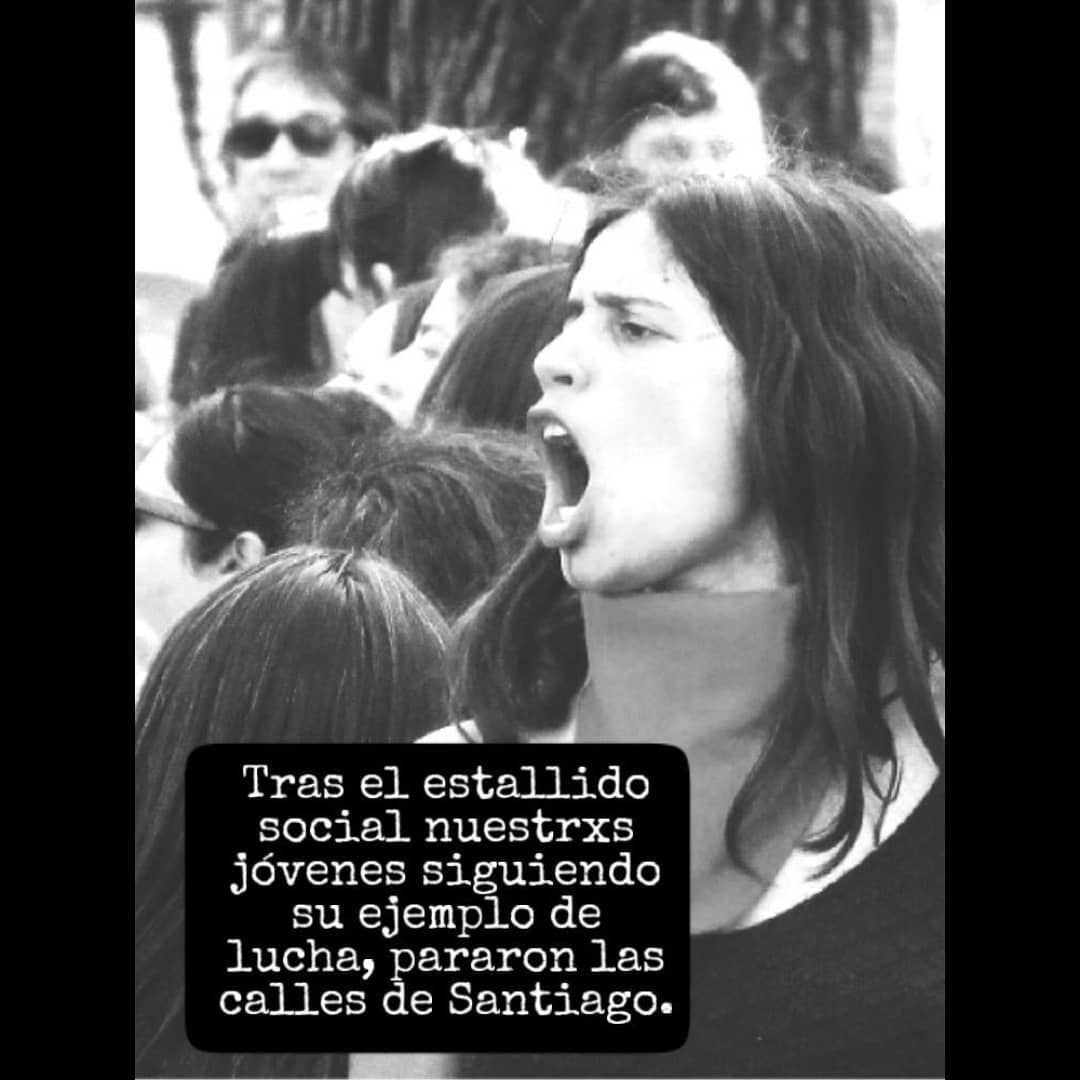 Tras el estallido
social nuestrxs
jóvenes siguiendo
su ejemplo de
lucha, pararon las
calles de Santiago.